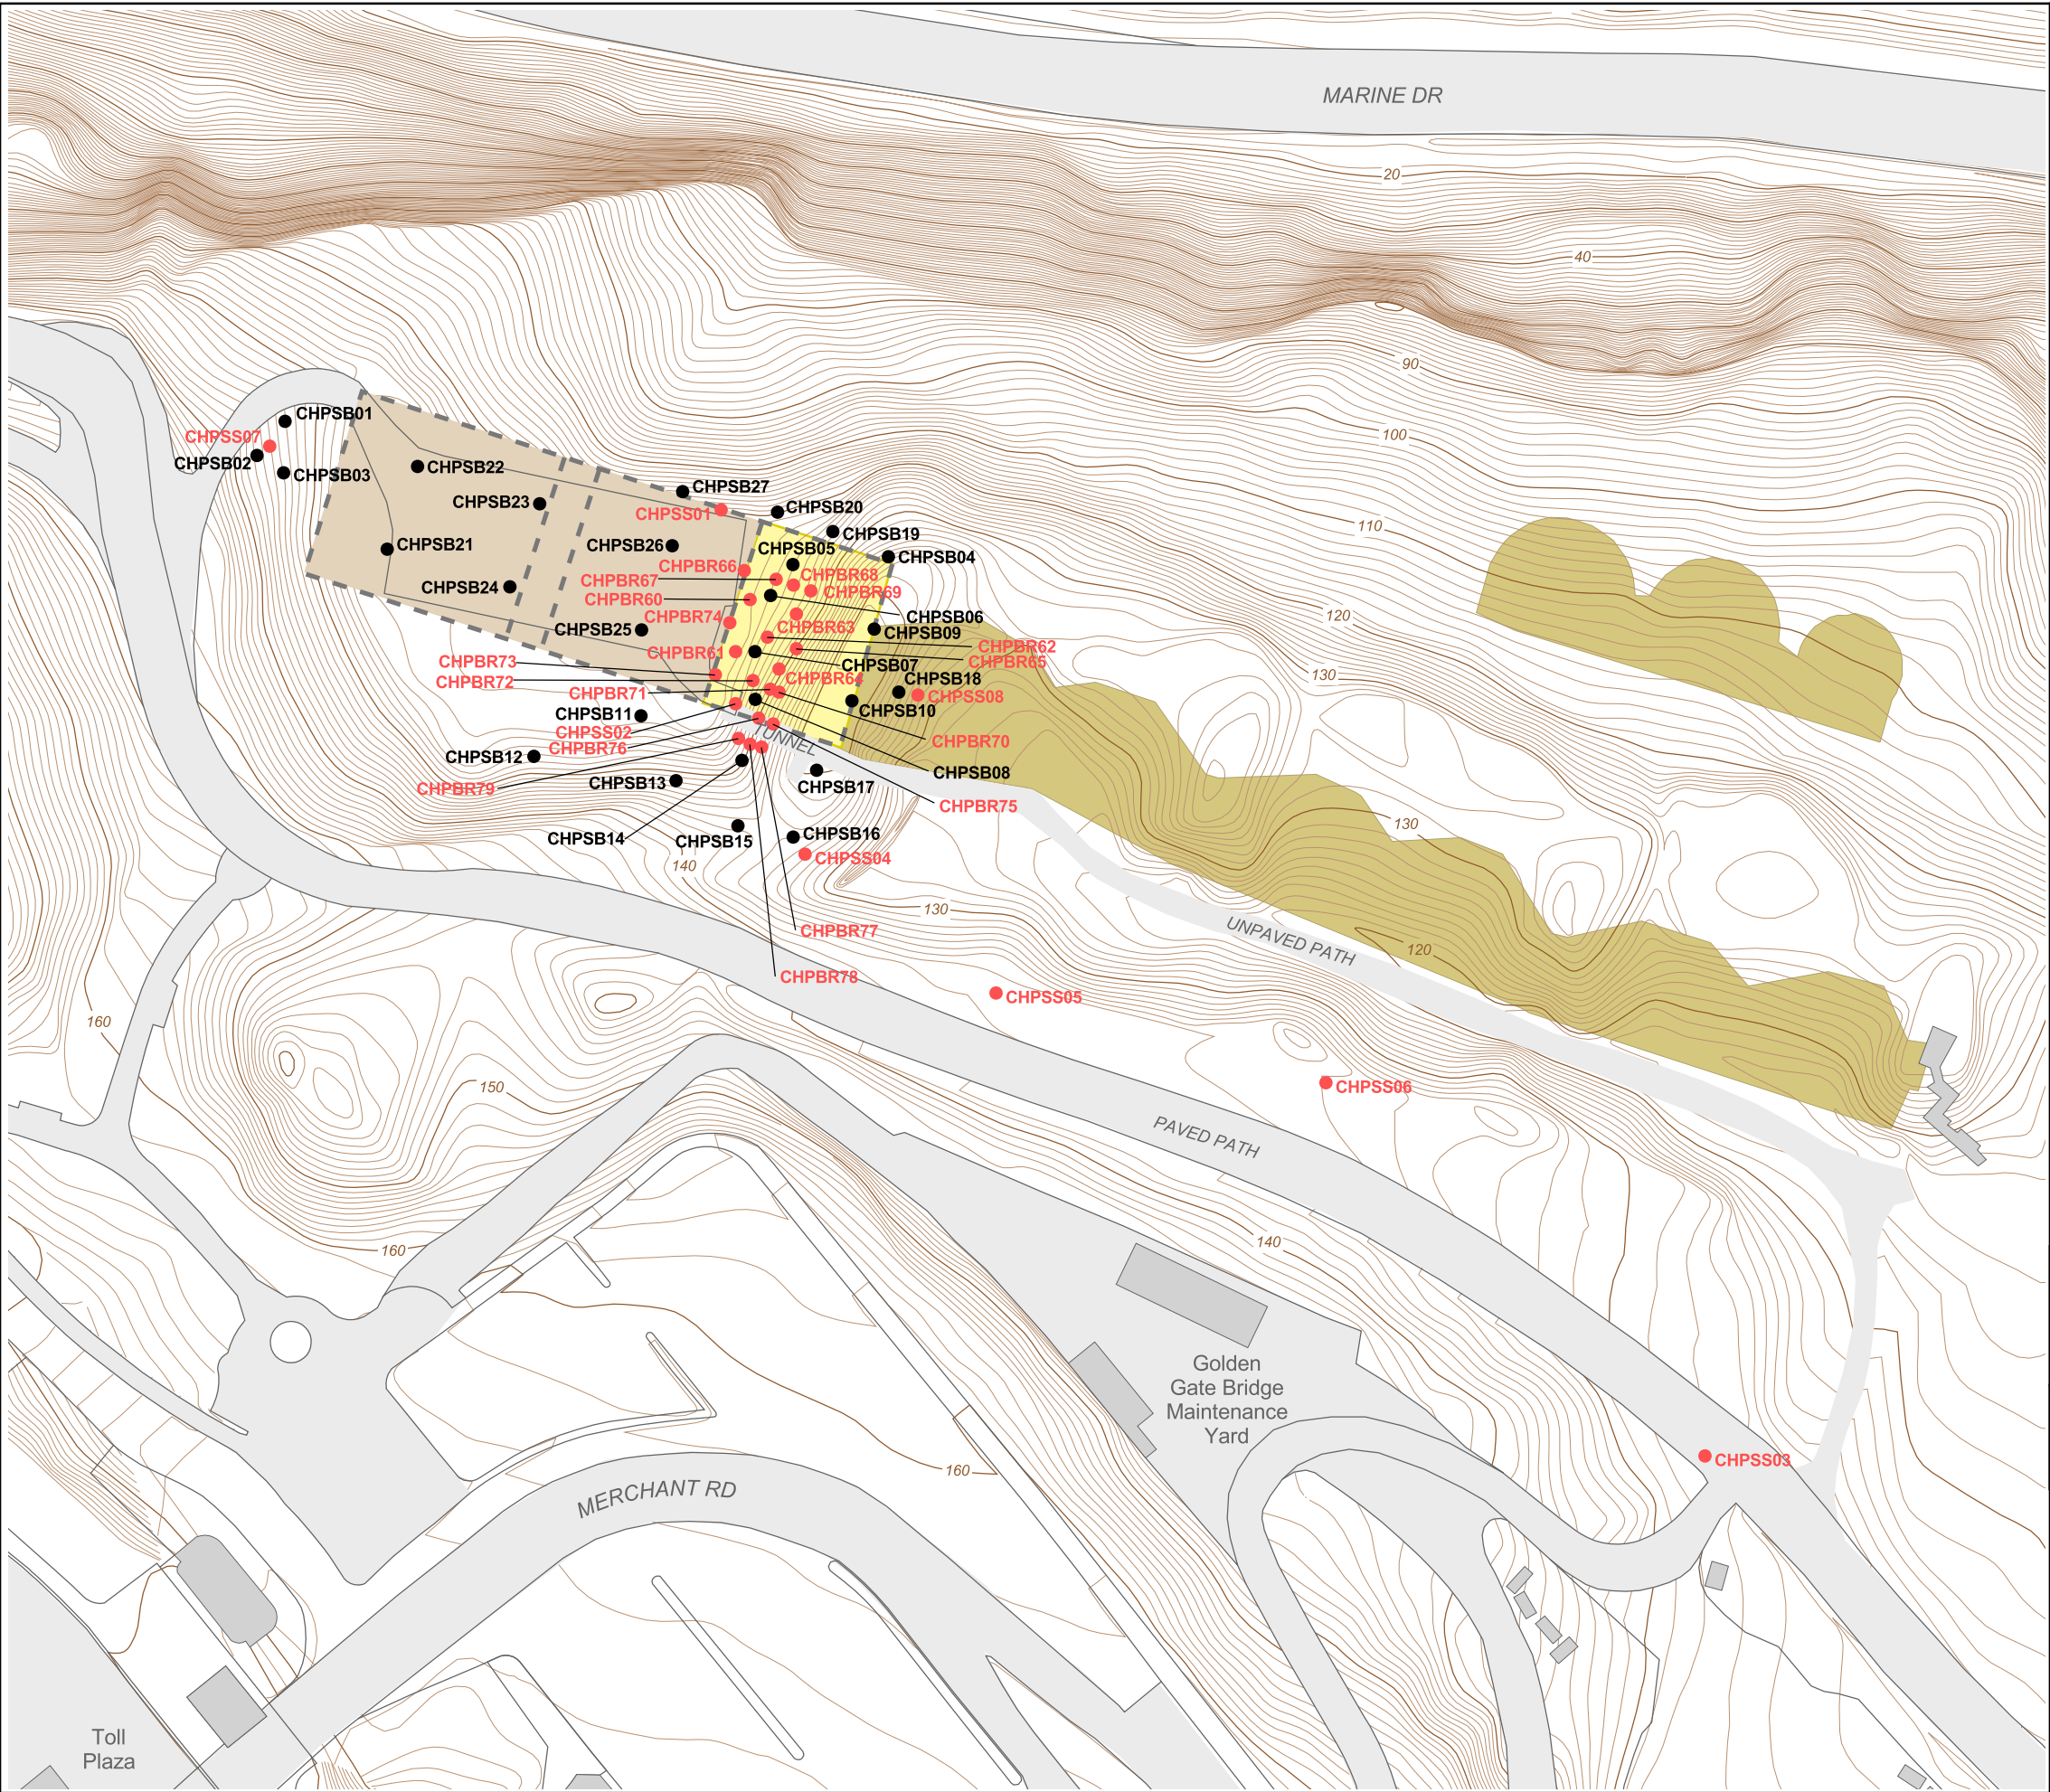 MARINE DR
20
40
90
100
110
120
130
CHPSB01
CHPSS07
CHPSB02
CHPSB03
CHPSB22
CHPSB23
CHPSB27
CHPSS01
CHPSB20
CHPSB19
CHPSB21
CHPSB26
CHPSB05
CHPSB04
CHPBR66
CHPBR67
CHPBR68
CHPSB24
CHPBR60
CHPBR69
CHPBR74
CHPSB06
CHPSB25
CHPBR63
CHPSB09
CHPBR62
CHPBR61
CHPBR73
CHPSB07
CHPBR65
CHPBR72
CHPBR64
CHPSB18
CHPBR71
CHPSS08
CHPSB11
CHPSB10
CHPSS02
CHPBR76
TUNNEL
CHPBR70
CHPSB12
CHPSB08
CHPBR79
CHPSB13
CHPSB17
CHPBR75
CHPSB14
CHPSB15
CHPSB16
CHPSS04
130
140
130
CHPBR77
UNPAVED PATH
120
CHPBR78
CHPSS05
160
150
CHPSS06
PAVED PATH
160
140
Golden
Gate Bridge
Maintenance
Yard
160
CHPSS03
MERCHANT RD
Toll
Plaza